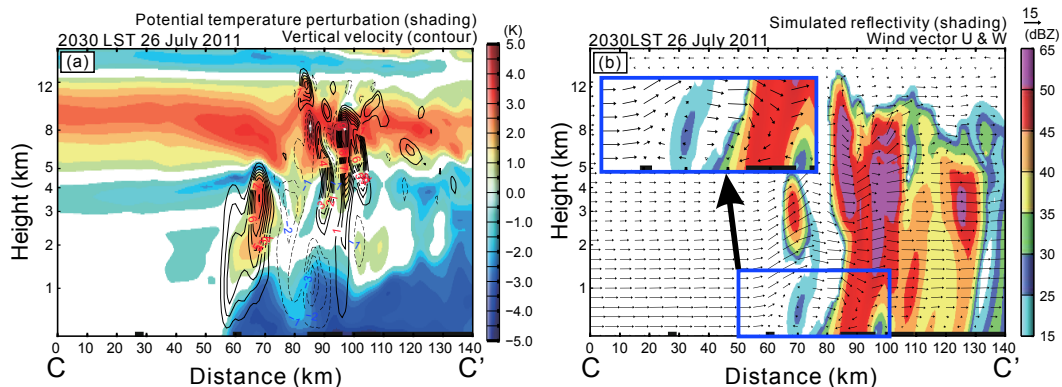 Potential temperature perturbation (shading)
2030 LST 26 July 2011 Vertical velocity (contour)
(K)
(a)
5.0
4.0
3.0
2.0
1.0
0.0
−1.0
−2.0
−3.0
−4.0
−5.0
Height (km)
12
8
5
4
3
2
1
0 10 20 30 40 50 60 70 80 90 100 110 120 130 140
C Distance (km) C'
Simulated reflectivity (shading)
2030 LST 26 July 2011 Wind vector U & W
15
(dBZ)
(b)
65
60
50
45
40
35
30
25
15
Height (km)
12
8
5
4
3
2
1
0 10 20 30 40 50 60 70 80 90 100 110 120 130 140
C Distance (km) C'